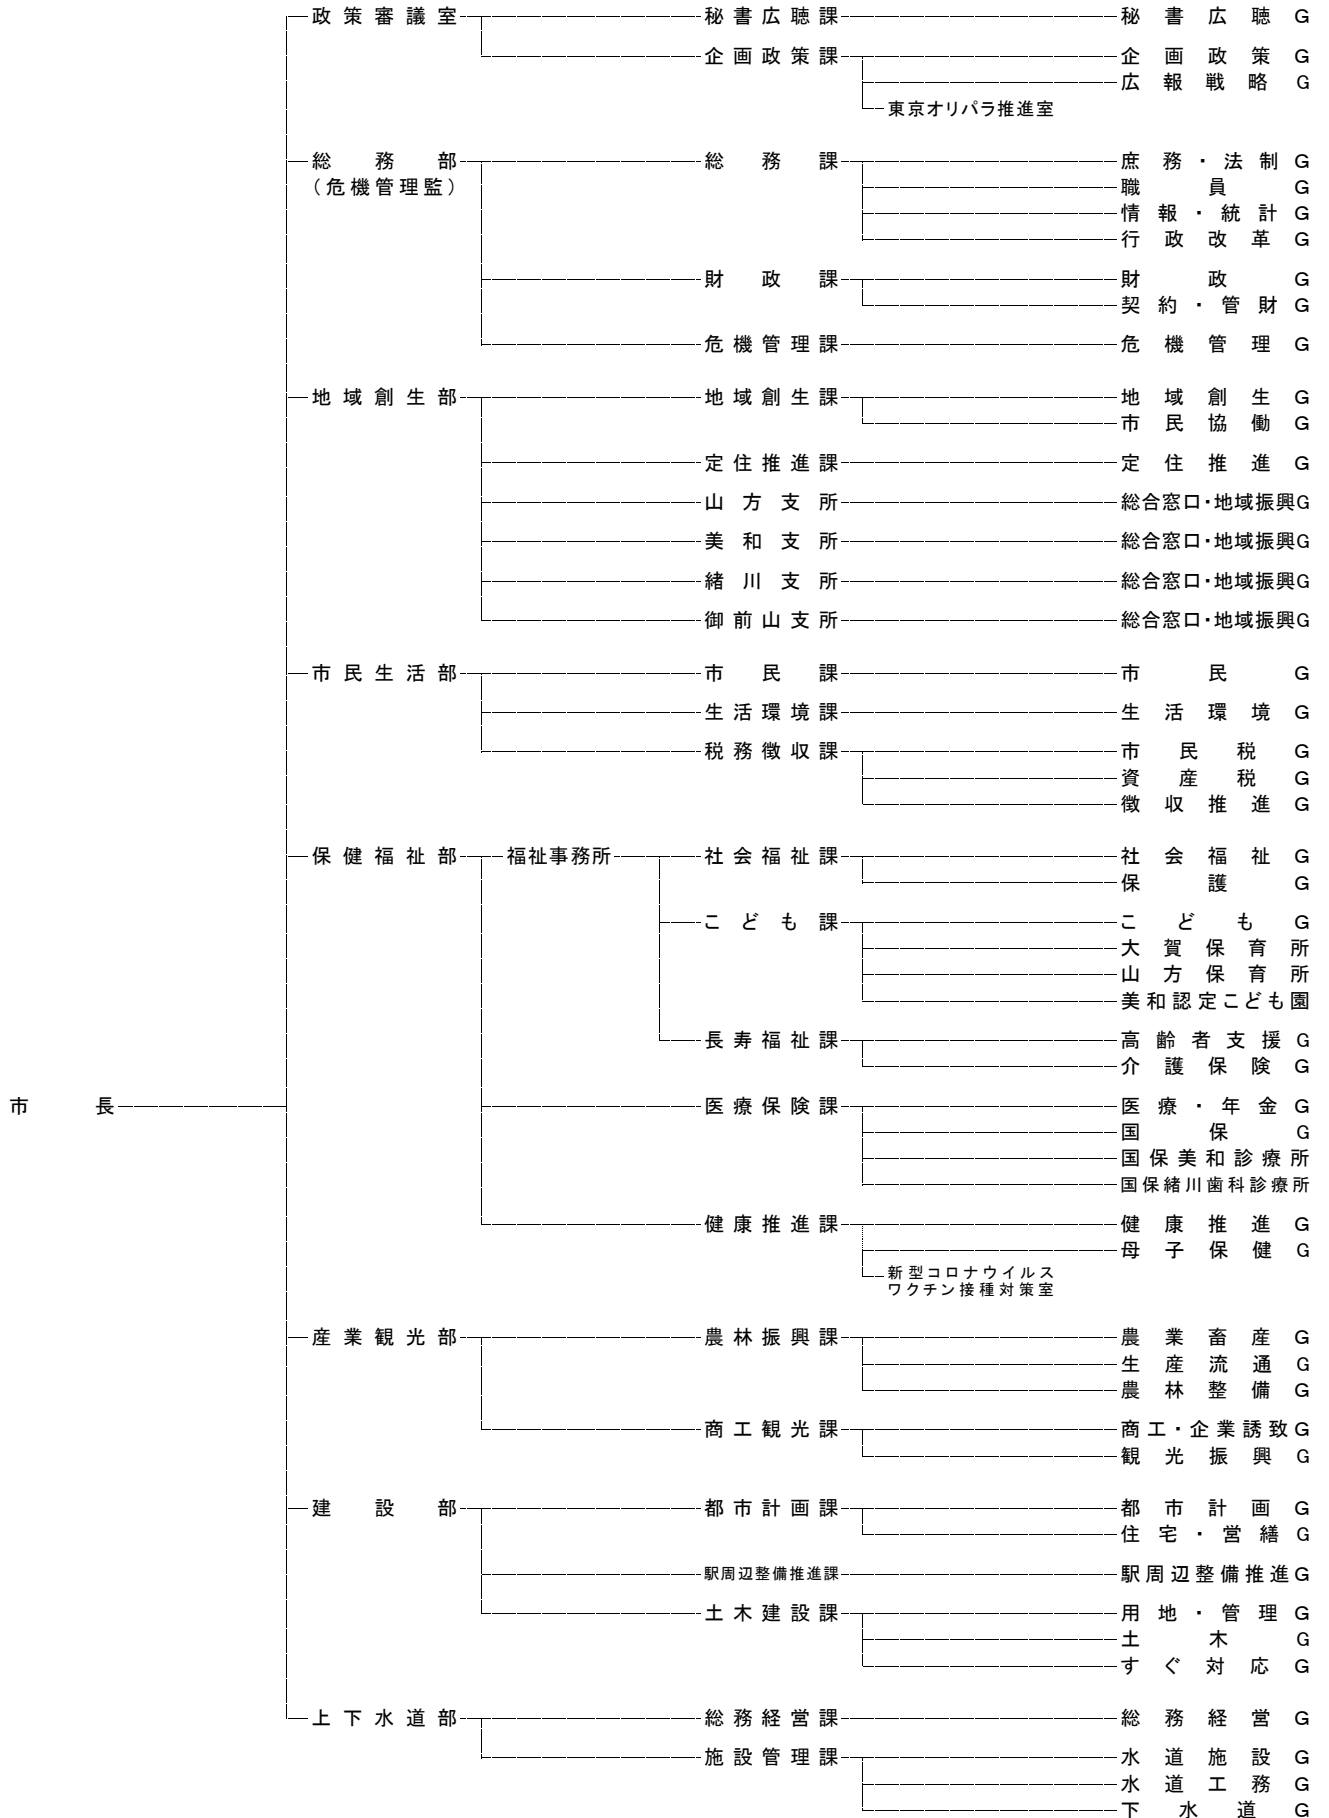 政策審議室 秘書広聴課 秘書広聴G
企画政策課 企画政策G
広報戦略G
東京オリパラ推進室
総務部 総務課 庶務・法制G
(危機管理監) 職員G
情報・統計G
行政改革G
財政課 財政G
契約・管財G
危機管理課 危機管理G
地域創生部 地域創生課 地域創生G
市民協働G
定住推進課 定住推進G
山方支所 総合窓口・地域振興G
美和支所 総合窓口・地域振興G
緒川支所 総合窓口・地域振興G
御前山支所 総合窓口・地域振興G
市民生活部 市民課 市民G
生活環境課 生活環境G
税務徴収課 市民税G
資産税G
徴収推進G
保健福祉部 福祉事務所 社会福祉課 社会福祉G
保護G
こども課 こどもG
大賀保育所
山方保育所
美和認定こども園
長寿福祉課 高齢者支援G
介護保険G
市長 医療保険課 医療・年金G
国保G
国保美和診療所
国保緒川歯科診療所
健康推進課 健康推進G
母子保健G
新型コロナウイルス
ワクチン接種対策室
産業観光部 農林振興課 農業畜産G
生産流通G
農林整備G
商工観光課 商工・企業誘致G
観光振興G
建設部 都市計画課 都市計画G
住宅・営繕G
駅周辺整備推進課 駅周辺整備推進G
土木建設課 用地・管理G
土木G
すぐ対応G
上下水道部 総務経営課 総務経営G
施設管理課 水道施設G
水道工務G
下水道G